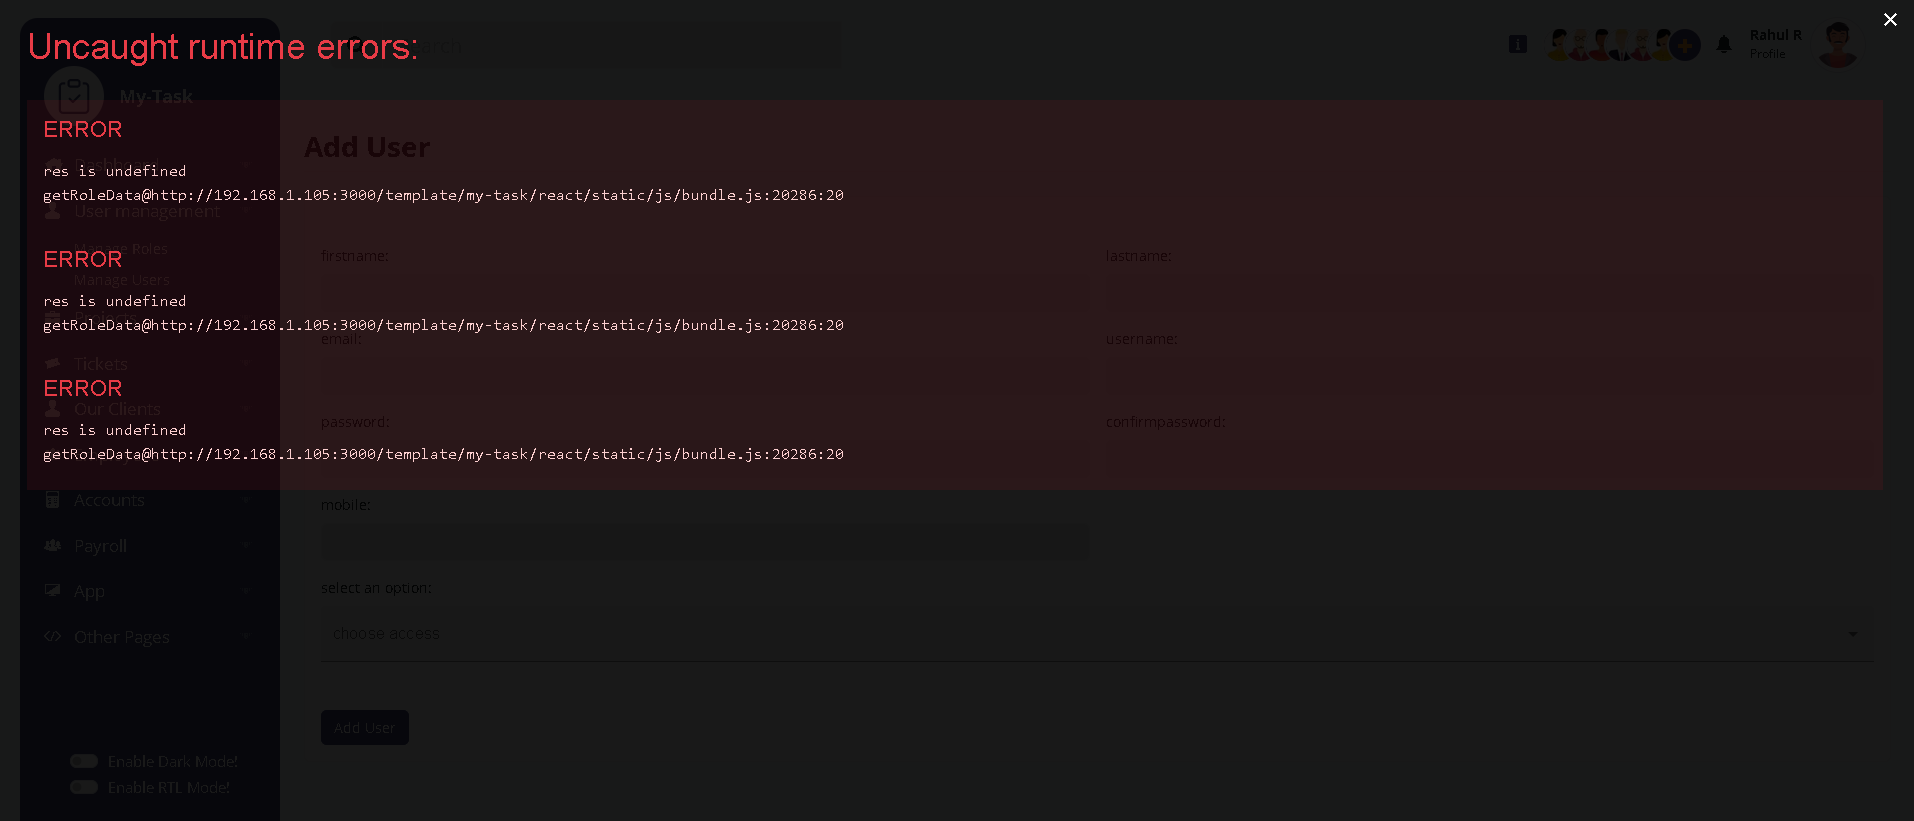 Uncaught runtime errors:
Rahul R
Profile
My-Task
ERROR
Add User
res is undefined
getRoleData@http://192.168.1.105:3000/template/my-task/react/static/js/bundle.js:20286:20
User management
Manage Roles
ERROR
firstname:
lastname:
Manage Users
res is undefined
Projects
getRoleData@http://192.168.1.105:3000/template/my-task/react/static/js/bundle.js:20286:20
email:
username:
Tickets
ERROR
Our Clients
password:
confirmpassword:
res is undefined
getRoleData@http://192.168.1.105:3000/template/my-task/react/static/js/bundle.js:20286:20
Accounts
mobile:
Payroll
App
select an option:
Other Pages
choose access
Add User
Enable Dark Mode!
Enable RTL Mode!